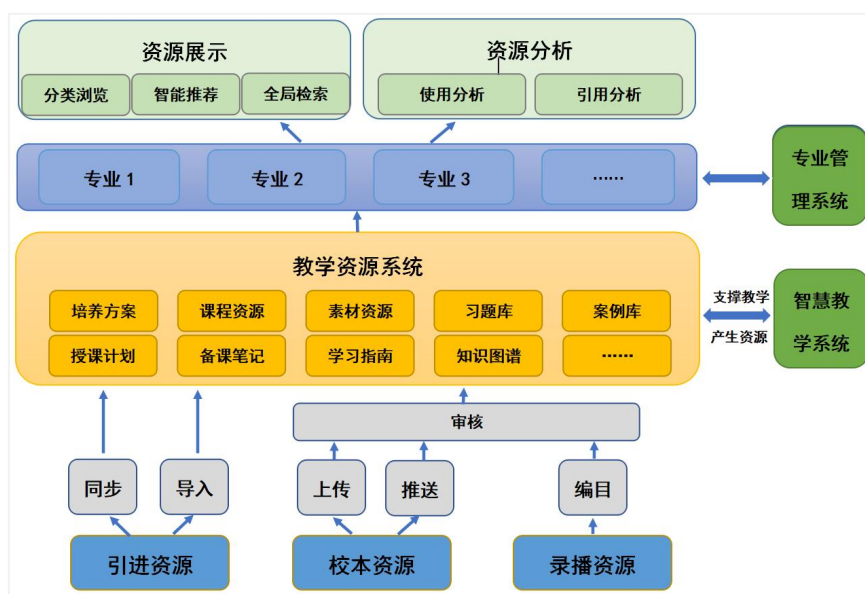 资源展示
分类浏览
智能推荐
全局检索
资源分析
使用分析
引用分析
专业 1
专业 2
专业 3
……
专业管
理系统
教学资源系统
培养方案
课程资源
素材资源
习题库
案例库
授课计划
备课笔记
学习指南
知识图谱
……
支撑教学
产生资源
智慧教
学系统
审核
同步
导入
上传
推送
编目
引进资源
校本资源
录播资源